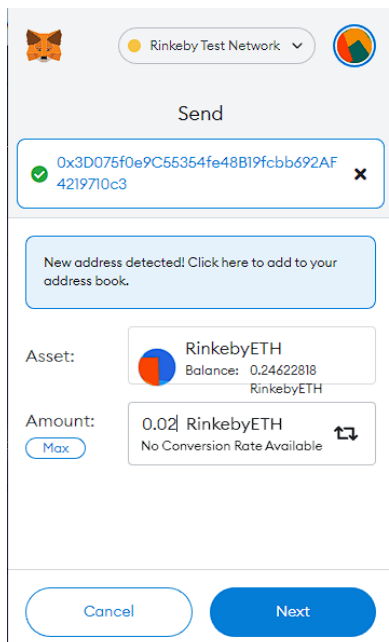 Rinkeby Test Network
Send
0x3D075f0e9C55354fe48B19fcbb692AF
4219710c3
New address detected! Click here to add to your
address book.
Asset:
RinkebyETH
Balance: 0.24622818
RinkebyETH
Amount:
Max
0.02 RinkebyETH
No Conversion Rate Available
Cancel
Next